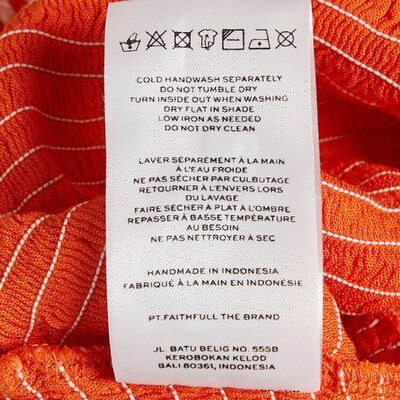 COLD HANDWASH SEPARATELY
DO NOT TUMBLE DRY
TURN INSIDE OUT WHEN WASHING
DRY FLAT IN SHADE
LOW IRON AS NEEDED
DO NOT DRY CLEAN
LAVER SÉPARÉMENT À LA MAIN
À L'EAU FROIDE
NE PAS SÉCHER PAR CULBUTAGE
RETOURNER À L'ENVERS LORS
DU LAVAGE
FAIRE SÉCHER A PLAT À L'OMBRE
REPASSER À BASSE TEMPÉRATURE
AU BESOIN
NE PAS NETTOYER À SEC
HANDMADE IN INDONESIA
FABRIQUÉ À LA MAIN EN INDONÉSIE
PT.FAITHFULL THE BRAND
JL. BATU BELIG NO. 555B
KEROBOKAN KELOD
BALI 80361, INDONESIA